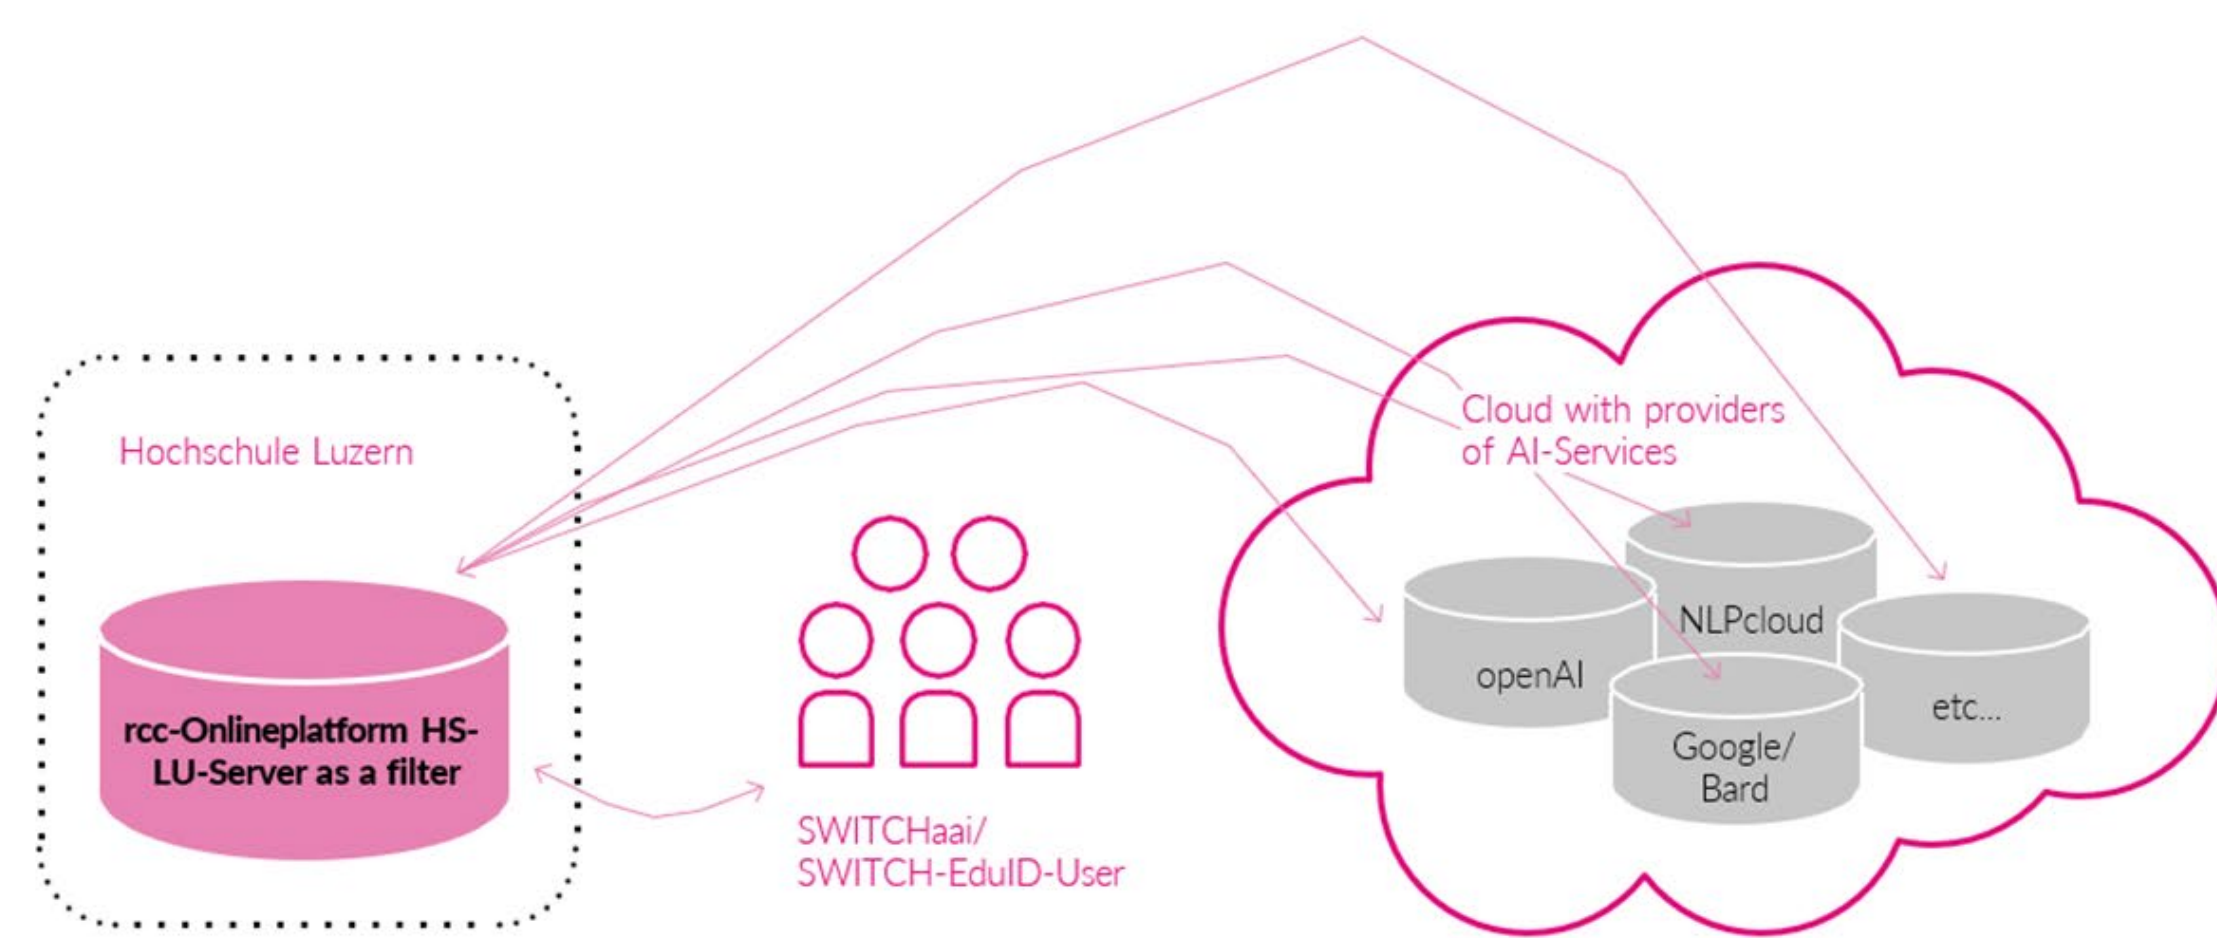 Hochschule Luzern
rcc-Onlineplatform HS-
LU-Server as a filter
SWITCHaai/
SWITCH-EduID-User
Cloud with providers
of AI-Services
NLPcloud
openAI
etc...
Google/
Bard